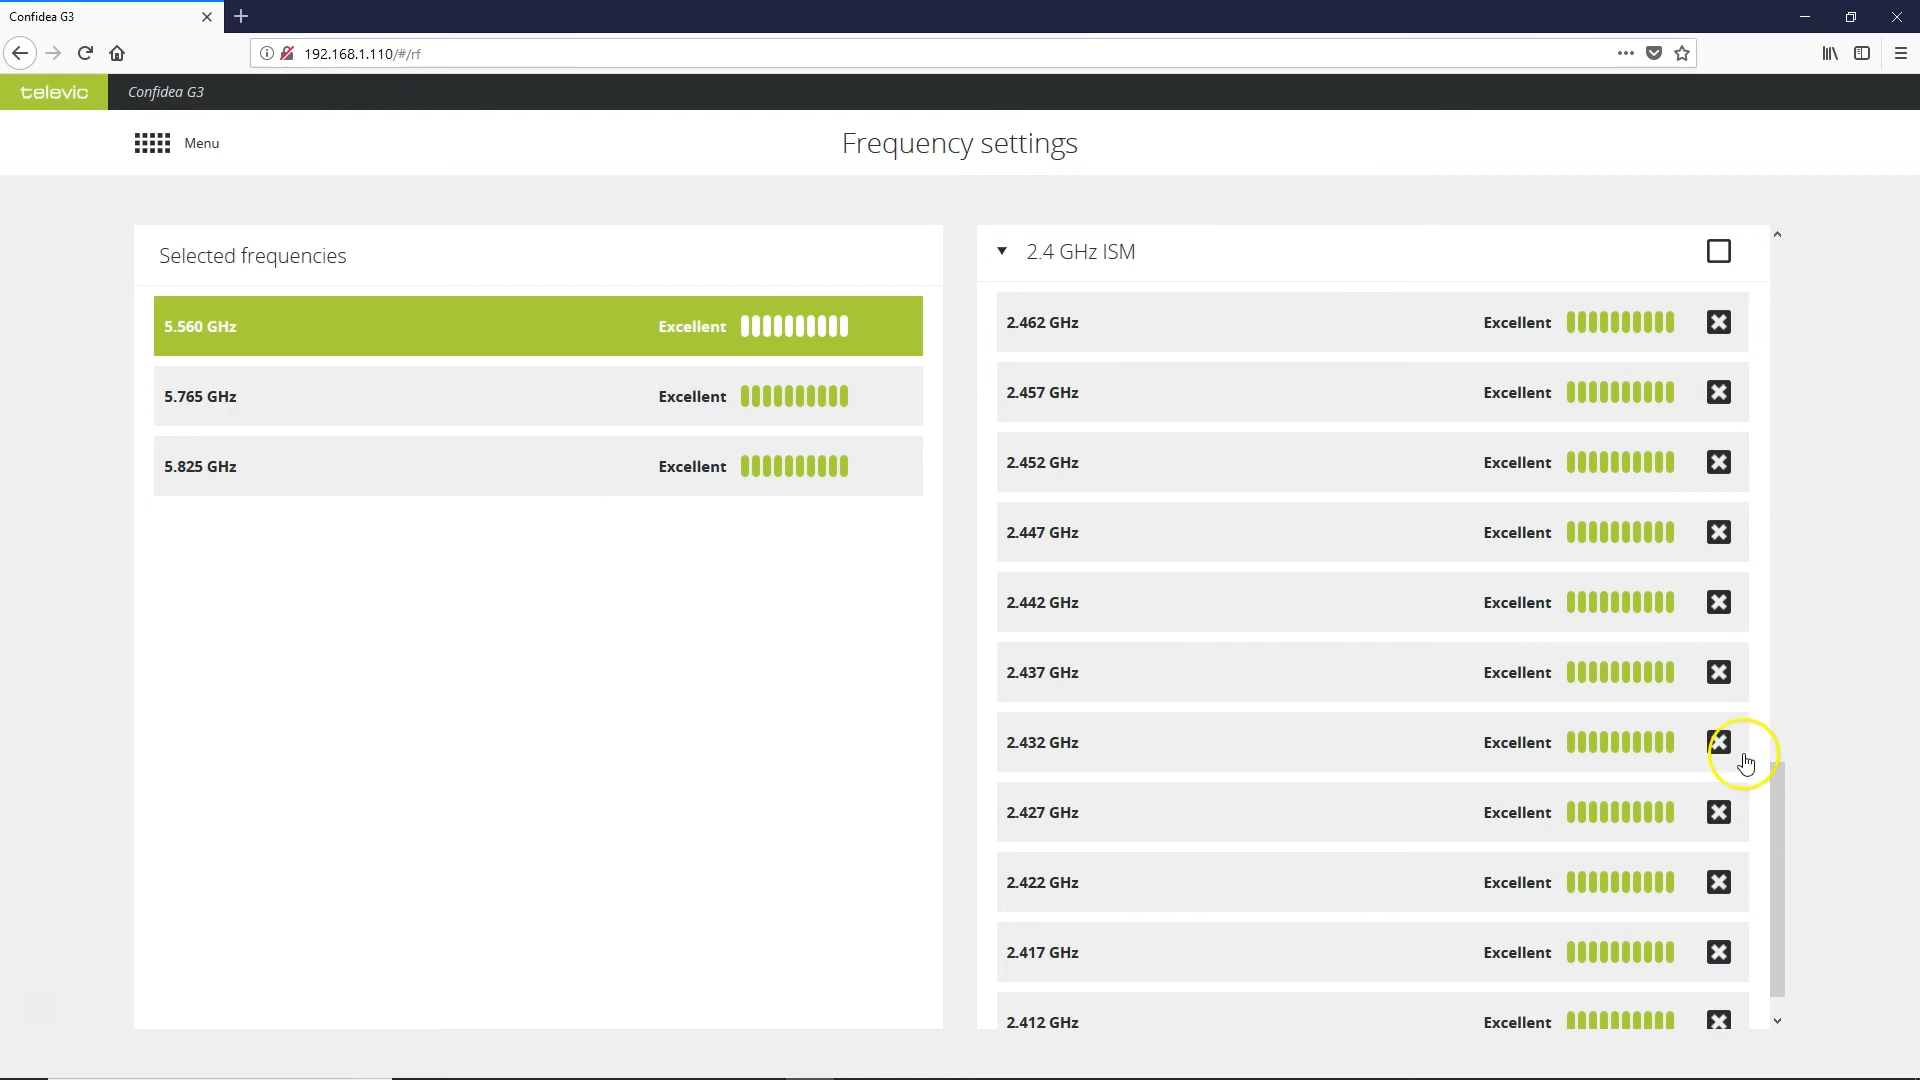 Confidea G3
192.168.1.110/#/rf
televic
Confidea G3
Menu
Frequency settings
Selected frequencies
5.560 GHz Excellent
5.765 GHz Excellent
5.825 GHz Excellent
2.4 GHz ISM
2.462 GHz Excellent
2.457 GHz Excellent
2.452 GHz Excellent
2.447 GHz Excellent
2.442 GHz Excellent
2.437 GHz Excellent
2.432 GHz Excellent
2.427 GHz Excellent
2.422 GHz Excellent
2.417 GHz Excellent
2.412 GHz Excellent